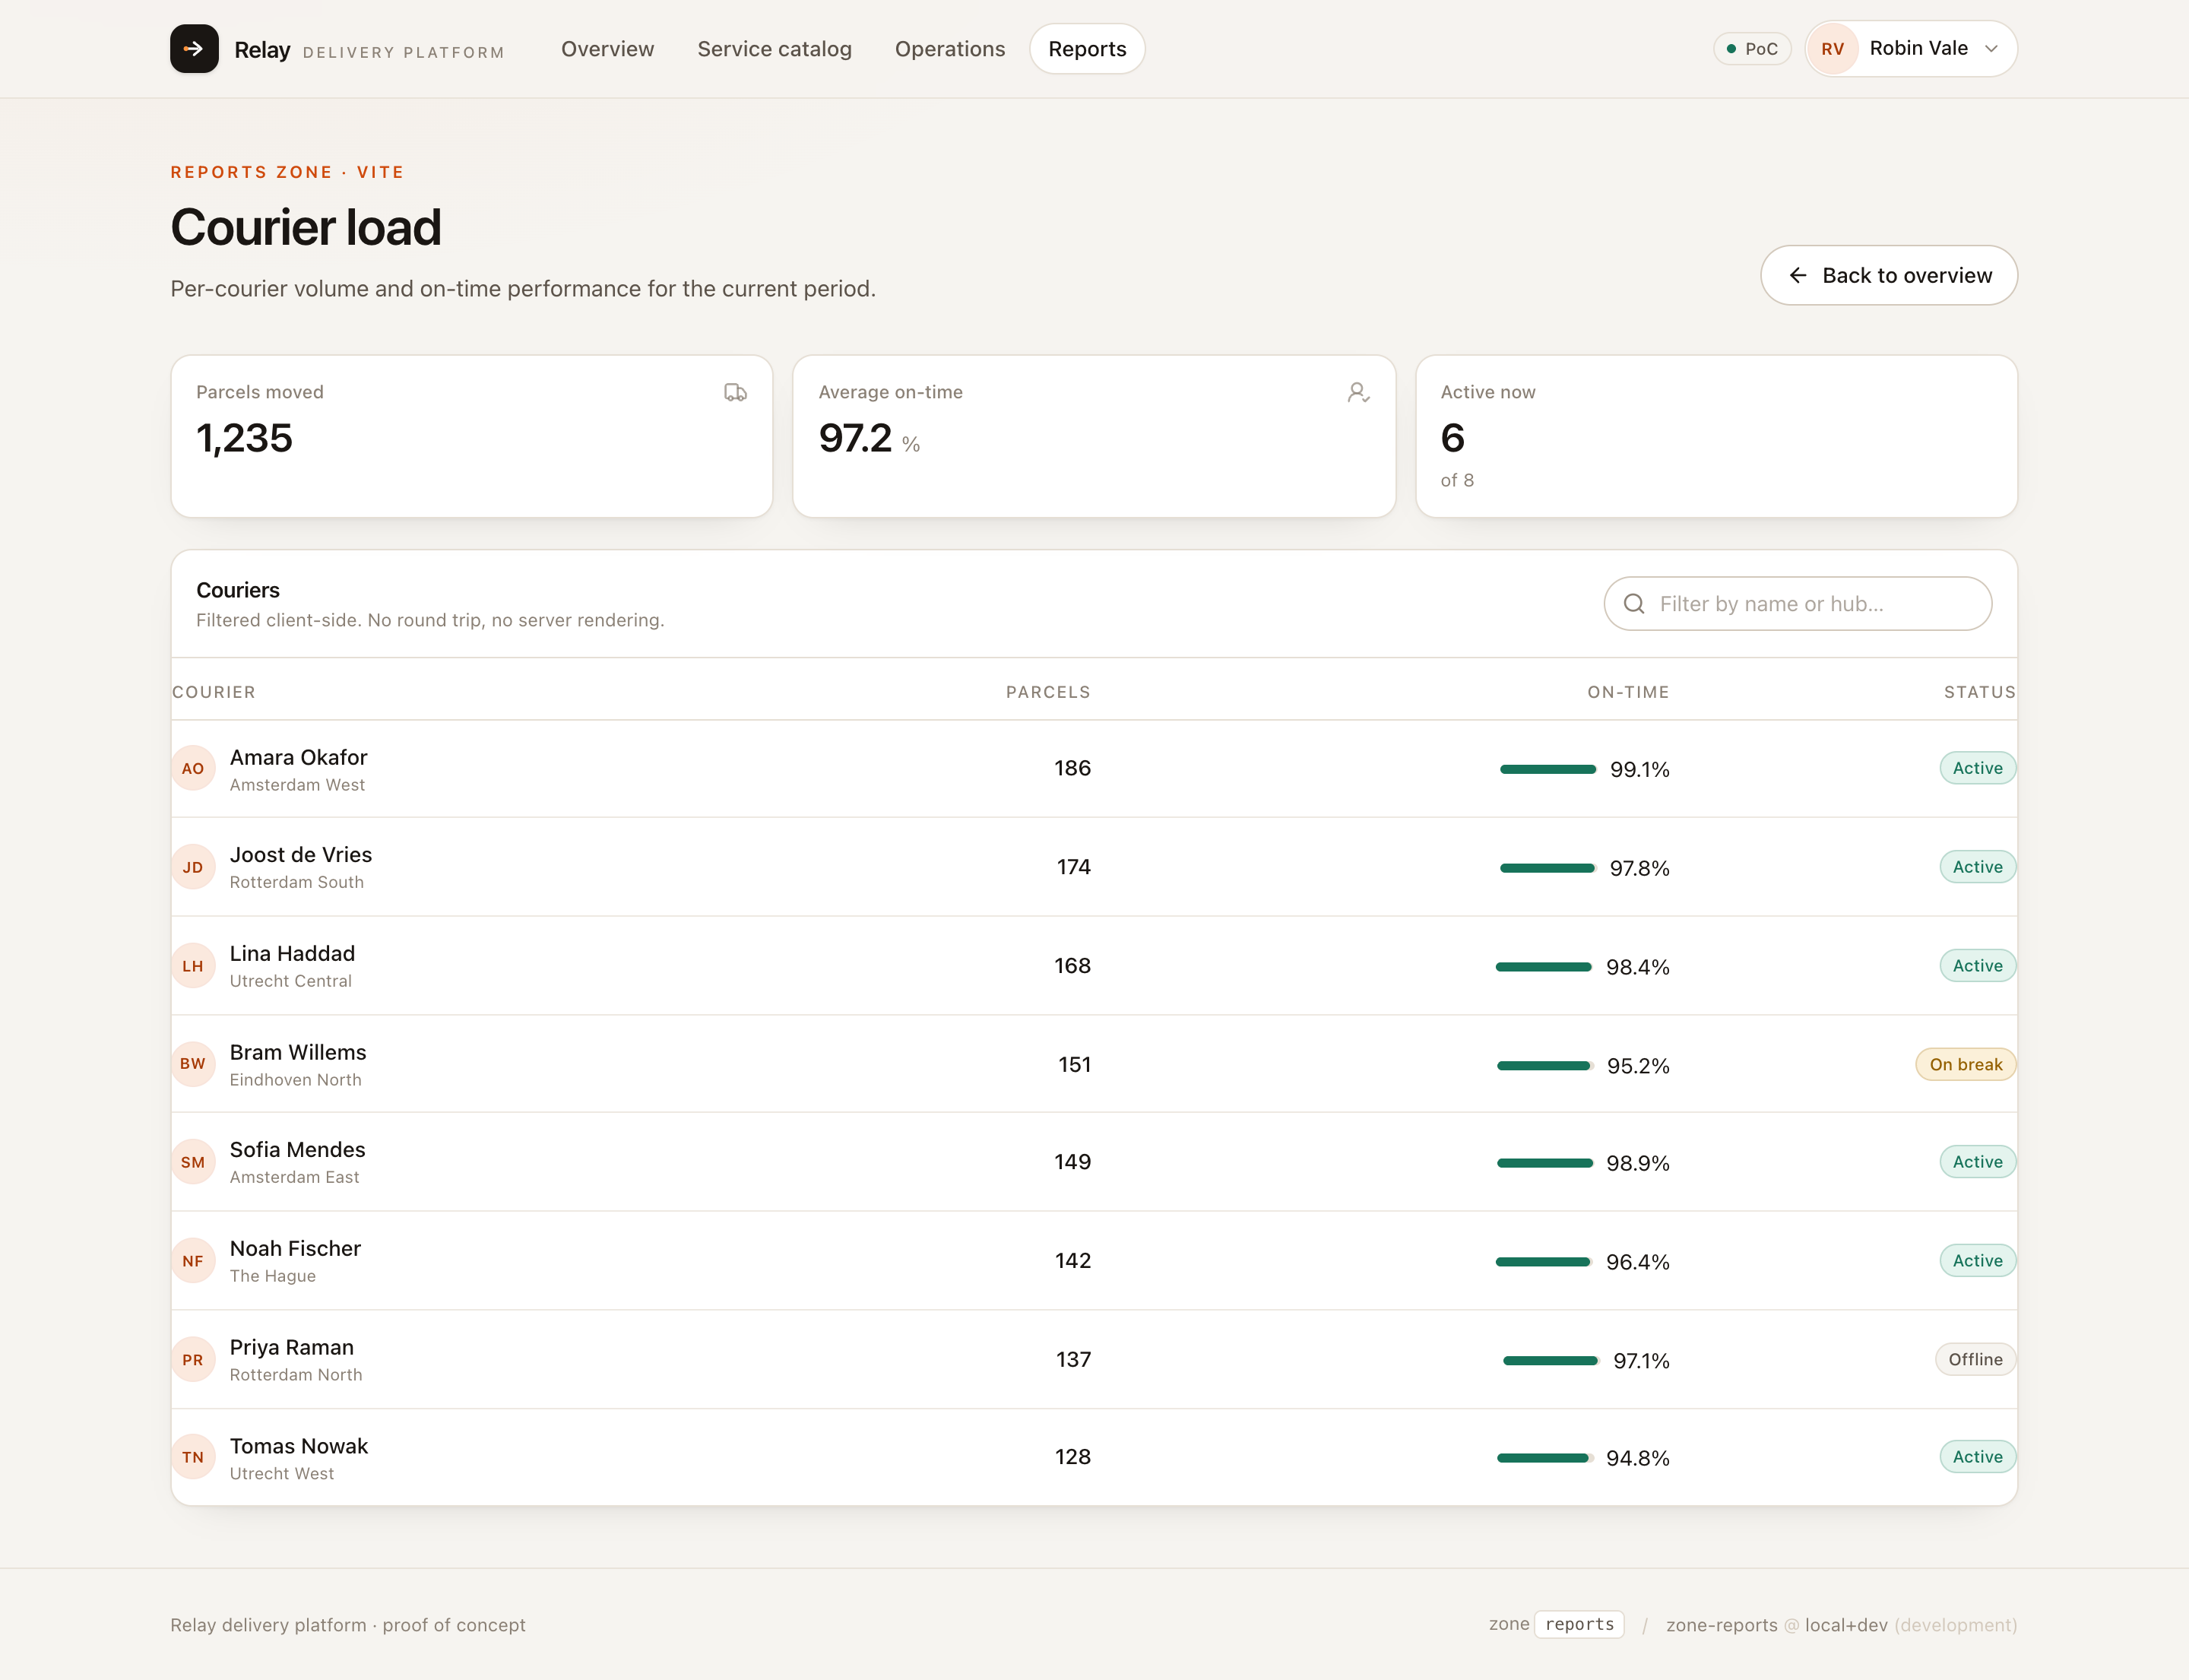 Relay DELIVERY PLATFORM Overview Service catalog Operations Reports PoC RV Robin Vale
REPORTS ZONE · VITE
Courier load
Per-courier volume and on-time performance for the current period.
Back to overview
Parcels moved
1,235
Average on-time
97.2 %
Active now
6
of 8
Couriers
Filtered client-side. No round trip, no server rendering.
Filter by name or hub...
COURIER PARCELS ON-TIME STATUS
AO Amara Okafor 186 99.1% Active
Amsterdam West
JD Joost de Vries 174 97.8% Active
Rotterdam South
LH Lina Haddad 168 98.4% Active
Utrecht Central
BW Bram Willems 151 95.2% On break
Eindhoven North
SM Sofia Mendes 149 98.9% Active
Amsterdam East
NF Noah Fischer 142 96.4% Active
The Hague
PR Priya Raman 137 97.1% Offline
Rotterdam North
TN Tomas Nowak 128 94.8% Active
Utrecht West
Relay delivery platform · proof of concept zone reports / zone-reports @ local+dev (development)